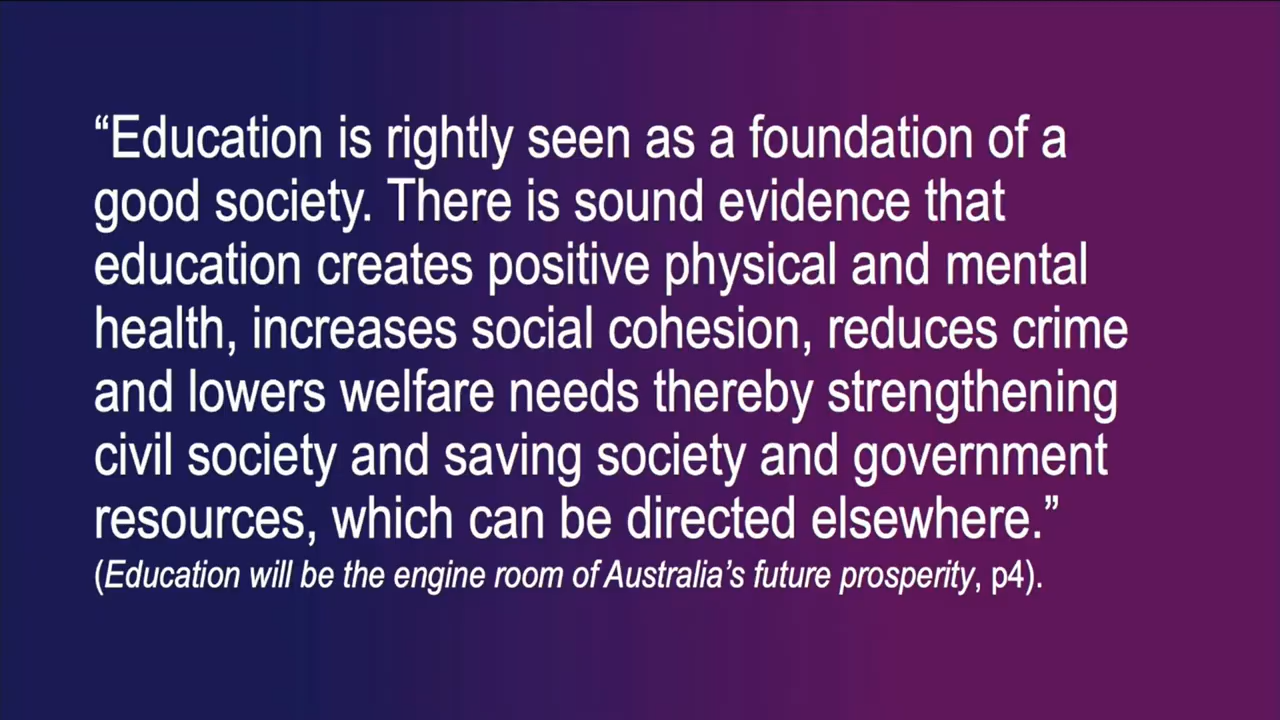 “Education is rightly seen as a foundation of a
good society. There is sound evidence that
education creates positive physical and mental
health, increases social cohesion, reduces crime
and lowers welfare needs thereby strengthening
civil society and saving society and government
resources, which can be directed elsewhere.”
(Education will be the engine room of Australia’s future prosperity, p4).